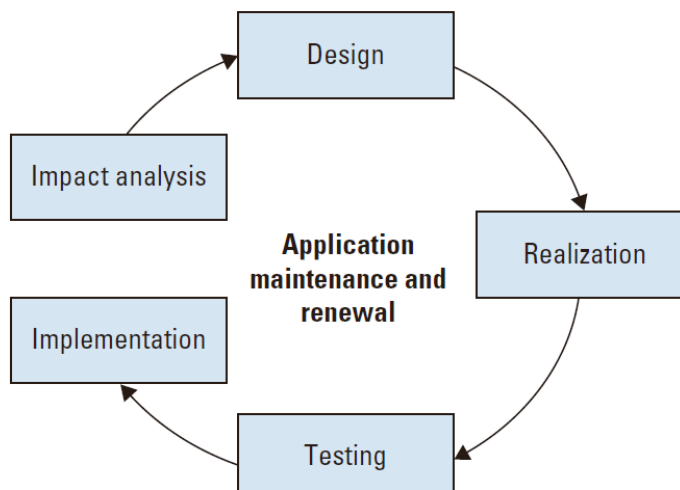 Design
Impact analysis
Realization
Application
maintenance and
renewal
Implementation
Testing